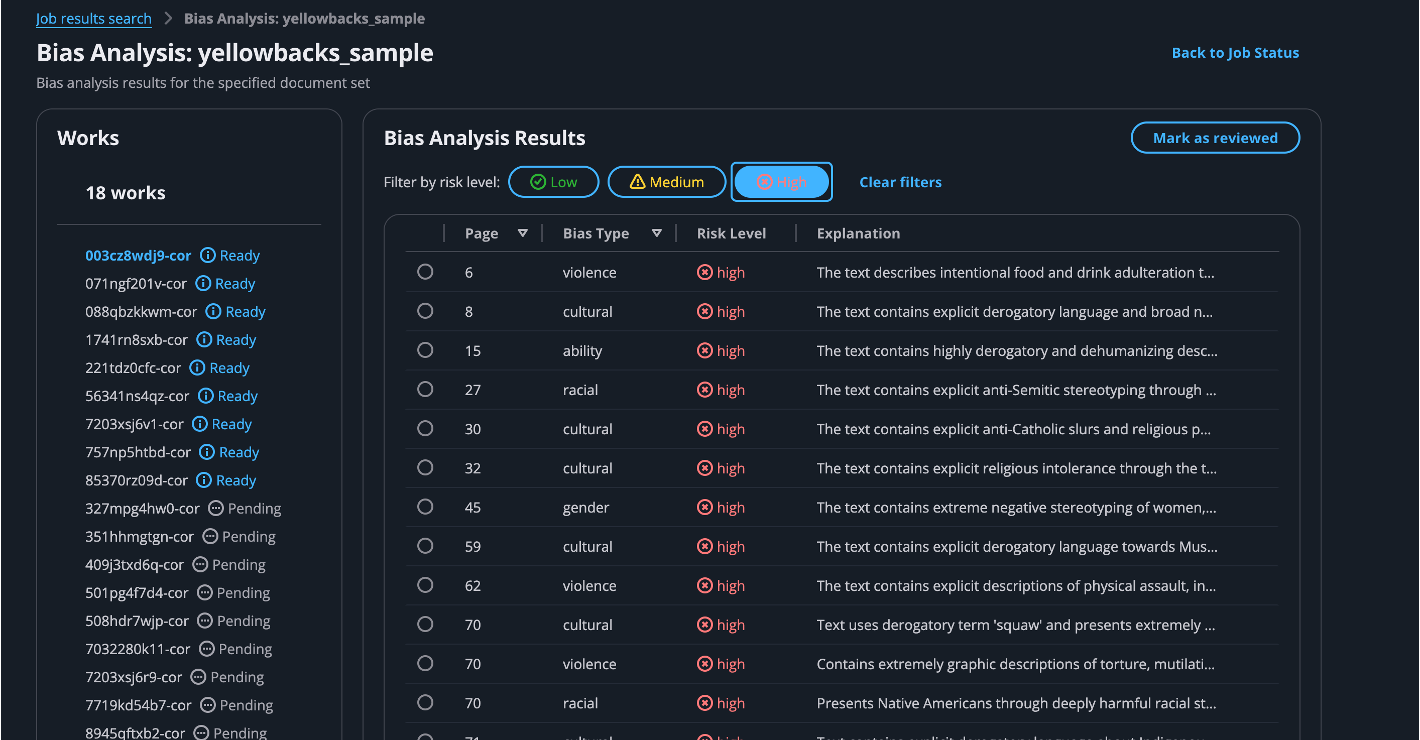 Job results search > Bias Analysis: yellowbacks_sample
Bias Analysis: yellowbacks_sample
Back to Job Status
Bias analysis results for the specified document set
Works
18 works
003cz8wdj9-cor Ready
071ngf201v-cor Ready
088qbzkkwm-cor Ready
1741rn8sxb-cor Ready
221tdz0cfc-cor Ready
56341ns4qz-cor Ready
7203xsj6v1-cor Ready
757np5htbd-cor Ready
85370rz09d-cor Ready
327mpg4hw0-cor Pending
351hhmgtgn-cor Pending
409j3txd6q-cor Pending
501pg4f7d4-cor Pending
508hdr7wjp-cor Pending
7032280k11-cor Pending
7203xsj6r9-cor Pending
7719kd54b7-cor Pending
8945qftxb2-cor Pending
Bias Analysis Results
Mark as reviewed
Filter by risk level: Low Medium High Clear filters
Page Bias Type Risk Level Explanation
6 violence high The text describes intentional food and drink adulteration t...
8 cultural high The text contains explicit derogatory language and broad n...
15 ability high The text contains highly derogatory and dehumanizing desc...
27 racial high The text contains explicit anti-Semitic stereotyping through ...
30 cultural high The text contains explicit anti-Catholic slurs and religious p...
32 cultural high The text contains explicit religious intolerance through the t...
45 gender high The text contains extreme negative stereotyping of women,...
59 cultural high The text contains explicit derogatory language towards Mus...
62 violence high The text contains explicit descriptions of physical assault, in...
70 cultural high Text uses derogatory term 'squaw' and presents extremely ...
70 violence high Contains extremely graphic descriptions of torture, mutilati...
70 racial high Presents Native Americans through deeply harmful racial st...